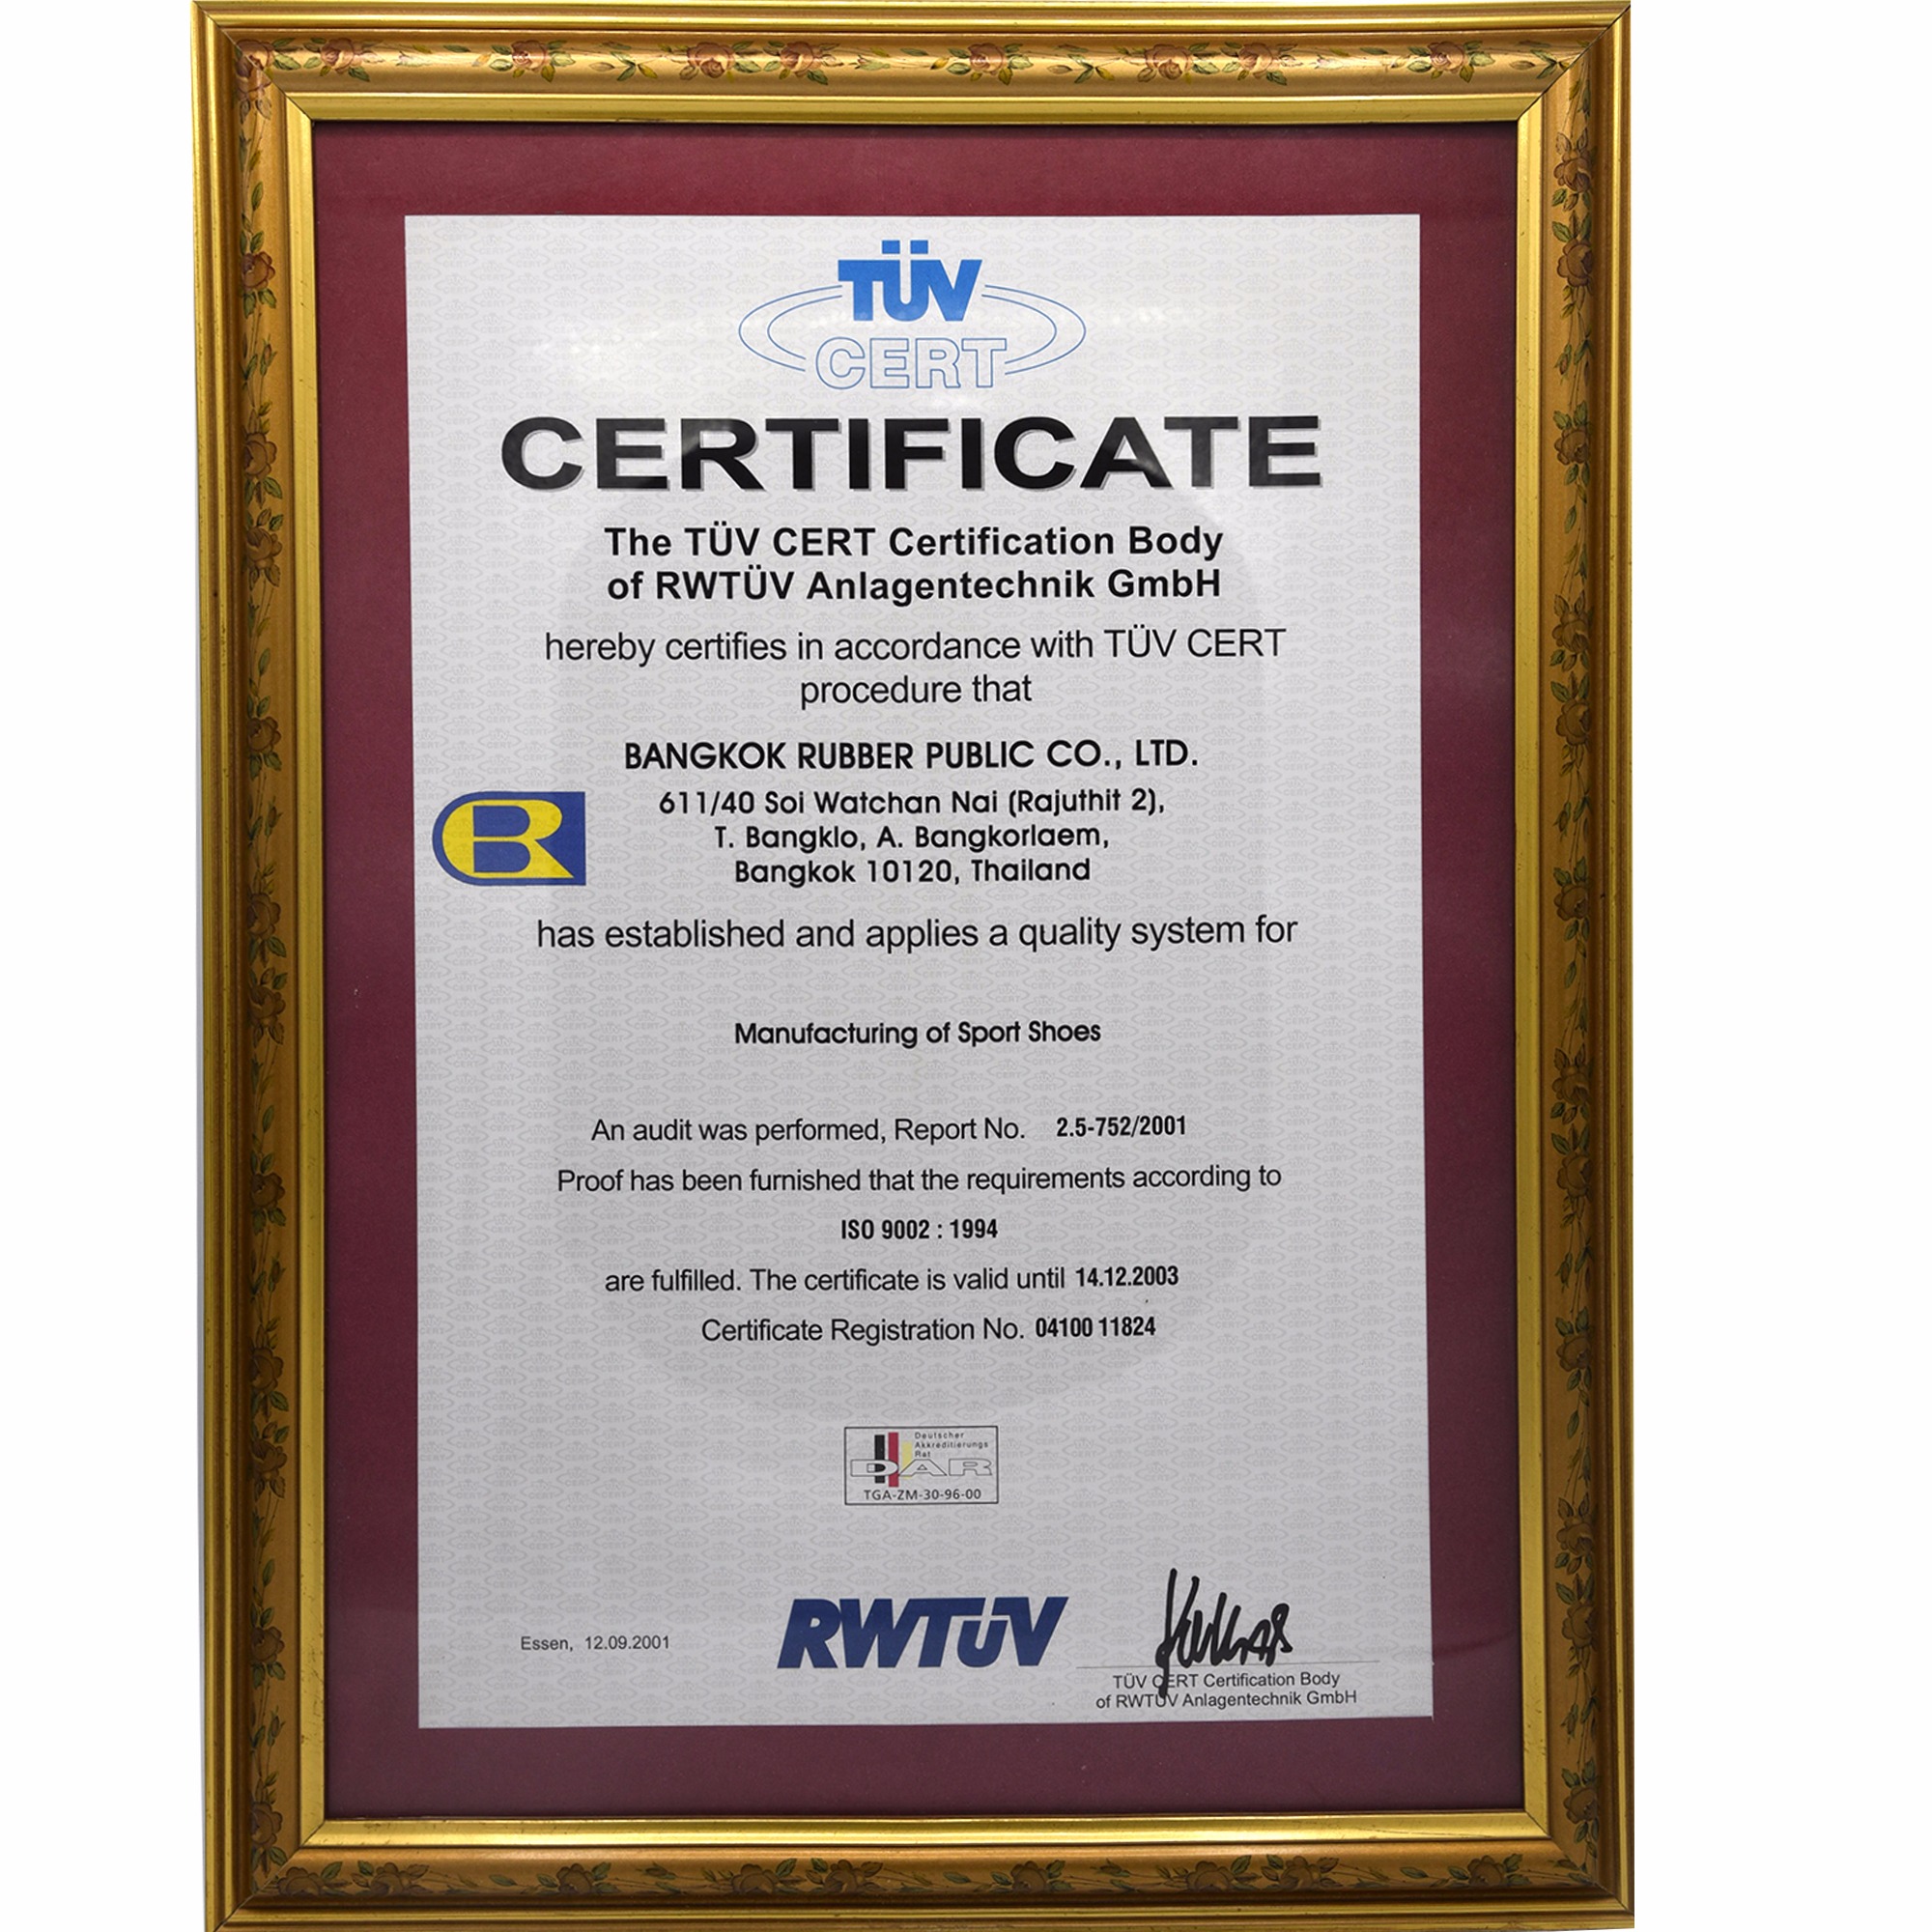 TÜV
CERT
CERTIFICATE
The TÜV CERT Certification Body
of RWTÜV Anlagentechnik GmbH
hereby certifies in accordance with TÜV CERT
procedure that
BANGKOK RUBBER PUBLIC CO., LTD.
611/40 Soi Watchan Nai (Rajuthit 2),
T. Bangklo, A. Bangkorlaem,
Bangkok 10120, Thailand
BR
has established and applies a quality system for
Manufacturing of Sport Shoes
An audit was performed, Report No. 2.5-752/2001
Proof has been furnished that the requirements according to
ISO 9002 : 1994
are fulfilled. The certificate is valid until 14.12.2003
Certificate Registration No. 04100 11824
Deutscher
Akkreditierungs
Rat
DAR
TGA-ZM-30-96-00
Essen, 12.09.2001
RWTÜV
TÜV CERT Certification Body
of RWTÜV Anlagentechnik GmbH